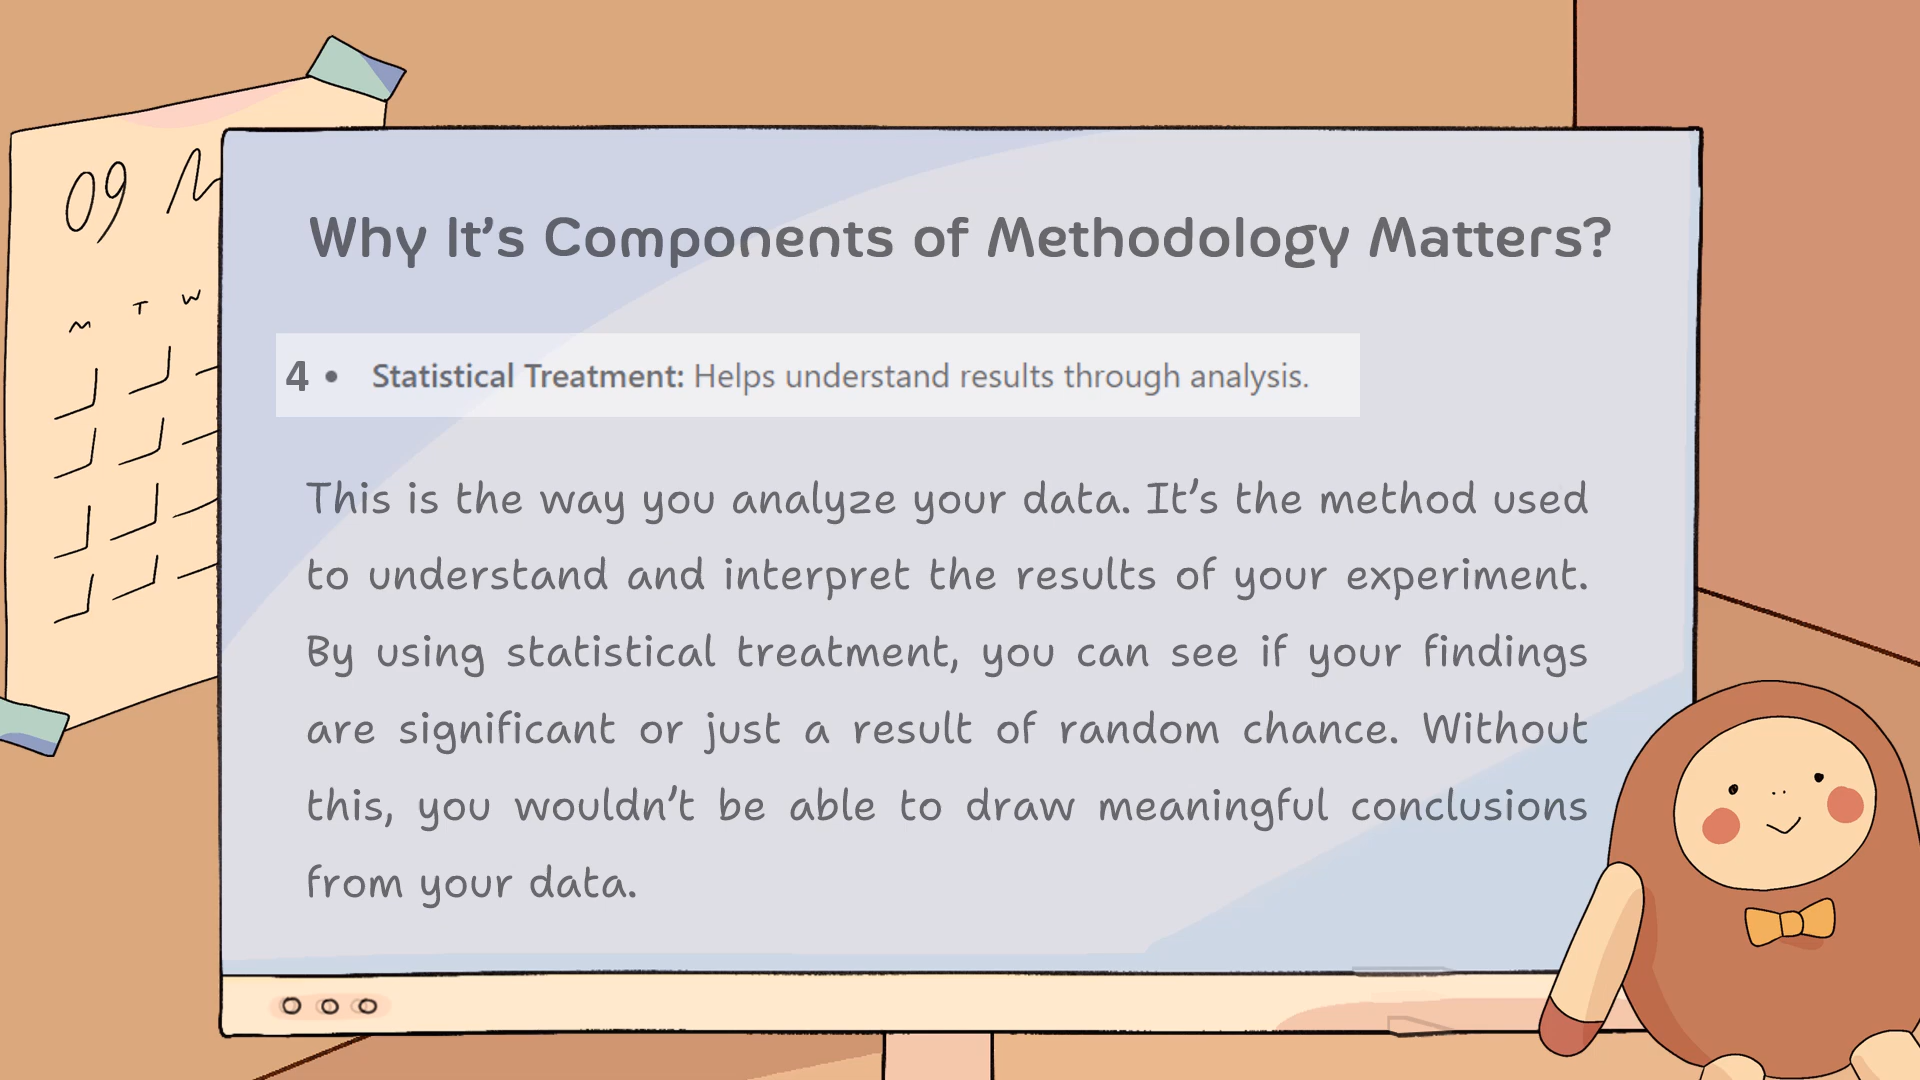 09
M T W
Why It's Components of Methodology Matters?
4 • Statistical Treatment: Helps understand results through analysis.
This is the way you analyze your data. It's the method used
to understand and interpret the results of your experiment.
By using statistical treatment, you can see if your findings
are significant or just a result of random chance. Without
this, you wouldn't be able to draw meaningful conclusions
from your data.